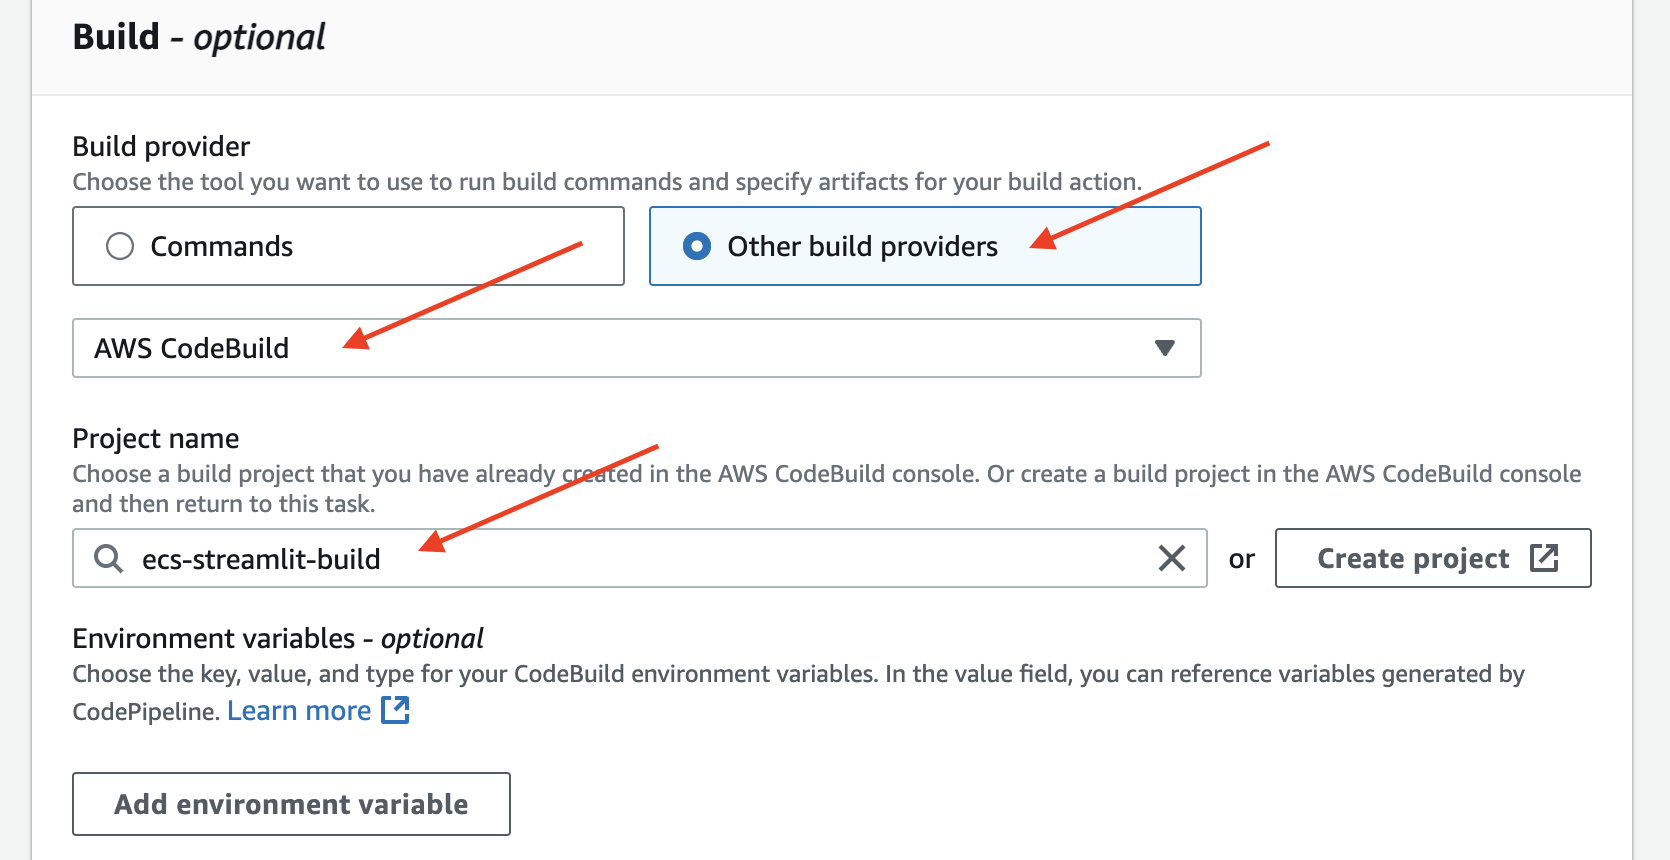 Build - optional
Build provider
Choose the tool you want to use to run build commands and specify artifacts for your build action.
Commands
Other build providers
AWS CodeBuild
Project name
Choose a build project that you have already created in the AWS CodeBuild console. Or create a build project in the AWS CodeBuild console
and then return to this task.
ecs-streamlit-build
or
Create project
Environment variables - optional
Choose the key, value, and type for your CodeBuild environment variables. In the value field, you can reference variables generated by
CodePipeline. Learn more
Add environment variable